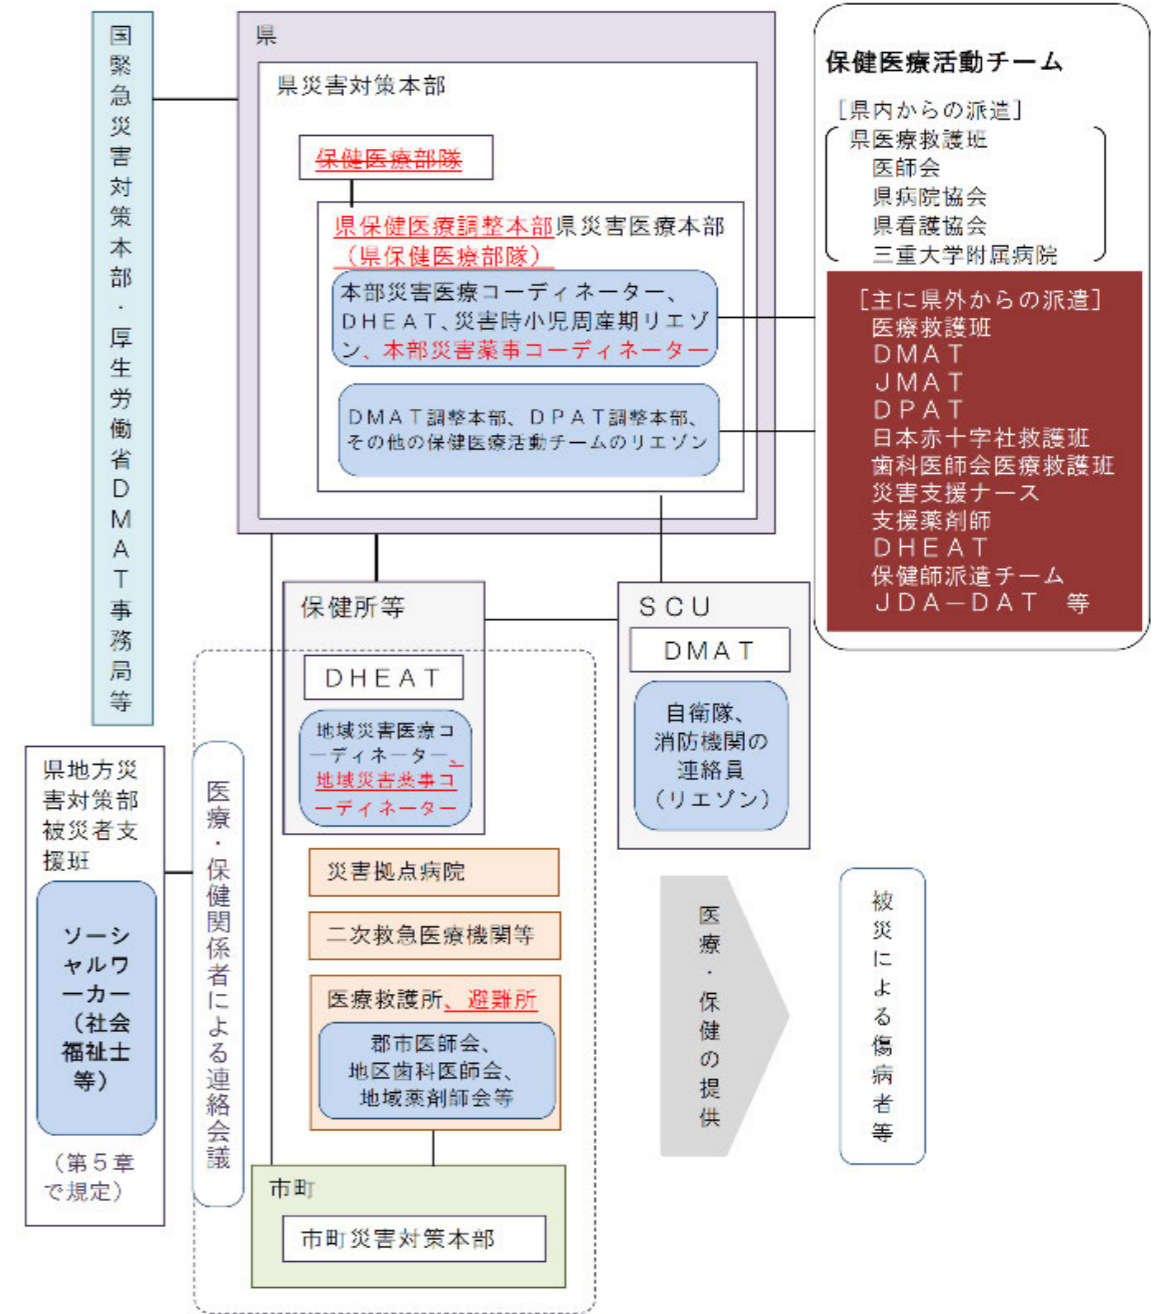 国緊急災害対策本部・厚生労働省DMAT事務局等
県
県災害対策本部
保健医療部隊
県保健医療調整本部県災害医療本部
(県保健医療部隊)
本部災害医療コーディネーター、
DHEAT、災害時小児周産期リエゾ
ン、本部災害薬事コーディネーター
DMAT調整本部、DPAT調整本部、
その他の保健医療活動チームのリエゾン
保健医療活動チーム
[県内からの派遣]
県医療救護班
医師会
県病院協会
県看護協会
三重大学附属病院
[主に県外からの派遣]
医療救護班
DMAT
JMAT
DPAT
日本赤十字社救護班
歯科医師会医療救護班
災害支援ナース
支援薬剤師
DHEAT
保健師派遣チーム
JDA-DAT 等
保健所等
DHEAT
地域災害医療コ
ーディネーター、
地域災害薬事コ
ーディネーター
SCU
DMAT
自衛隊、
消防機関の
連絡員
(リエゾン)
県地方災
害対策部
被災者支
援班
ソーシ
ャルワ
ーカー
(社会
福祉士
等)
(第5章
で規定)
医療・保健関係者による連絡会議
災害拠点病院
二次救急医療機関等
医療救護所、避難所
郡市医師会、
地区歯科医師会、
地域薬剤師会等
市町
市町災害対策本部
医療・保健の提供
被災による傷病者等